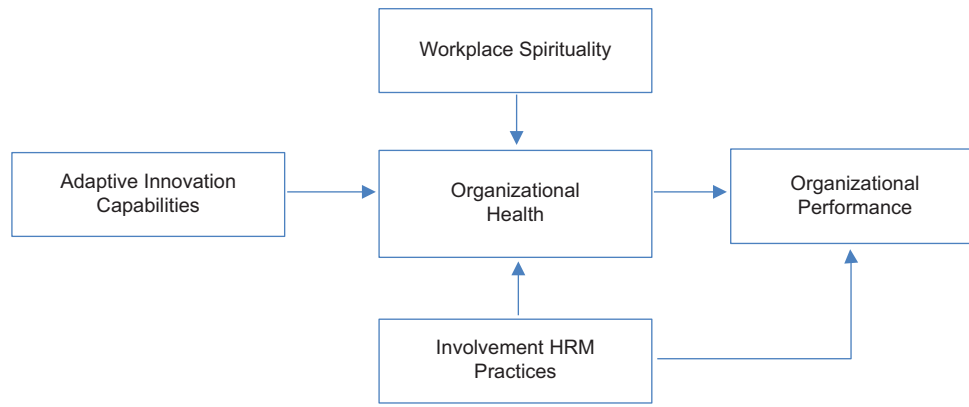 Workplace Spirituality
Adaptive Innovation
Capabilities
Organizational
Health
Organizational
Performance
Involvement HRM
Practices